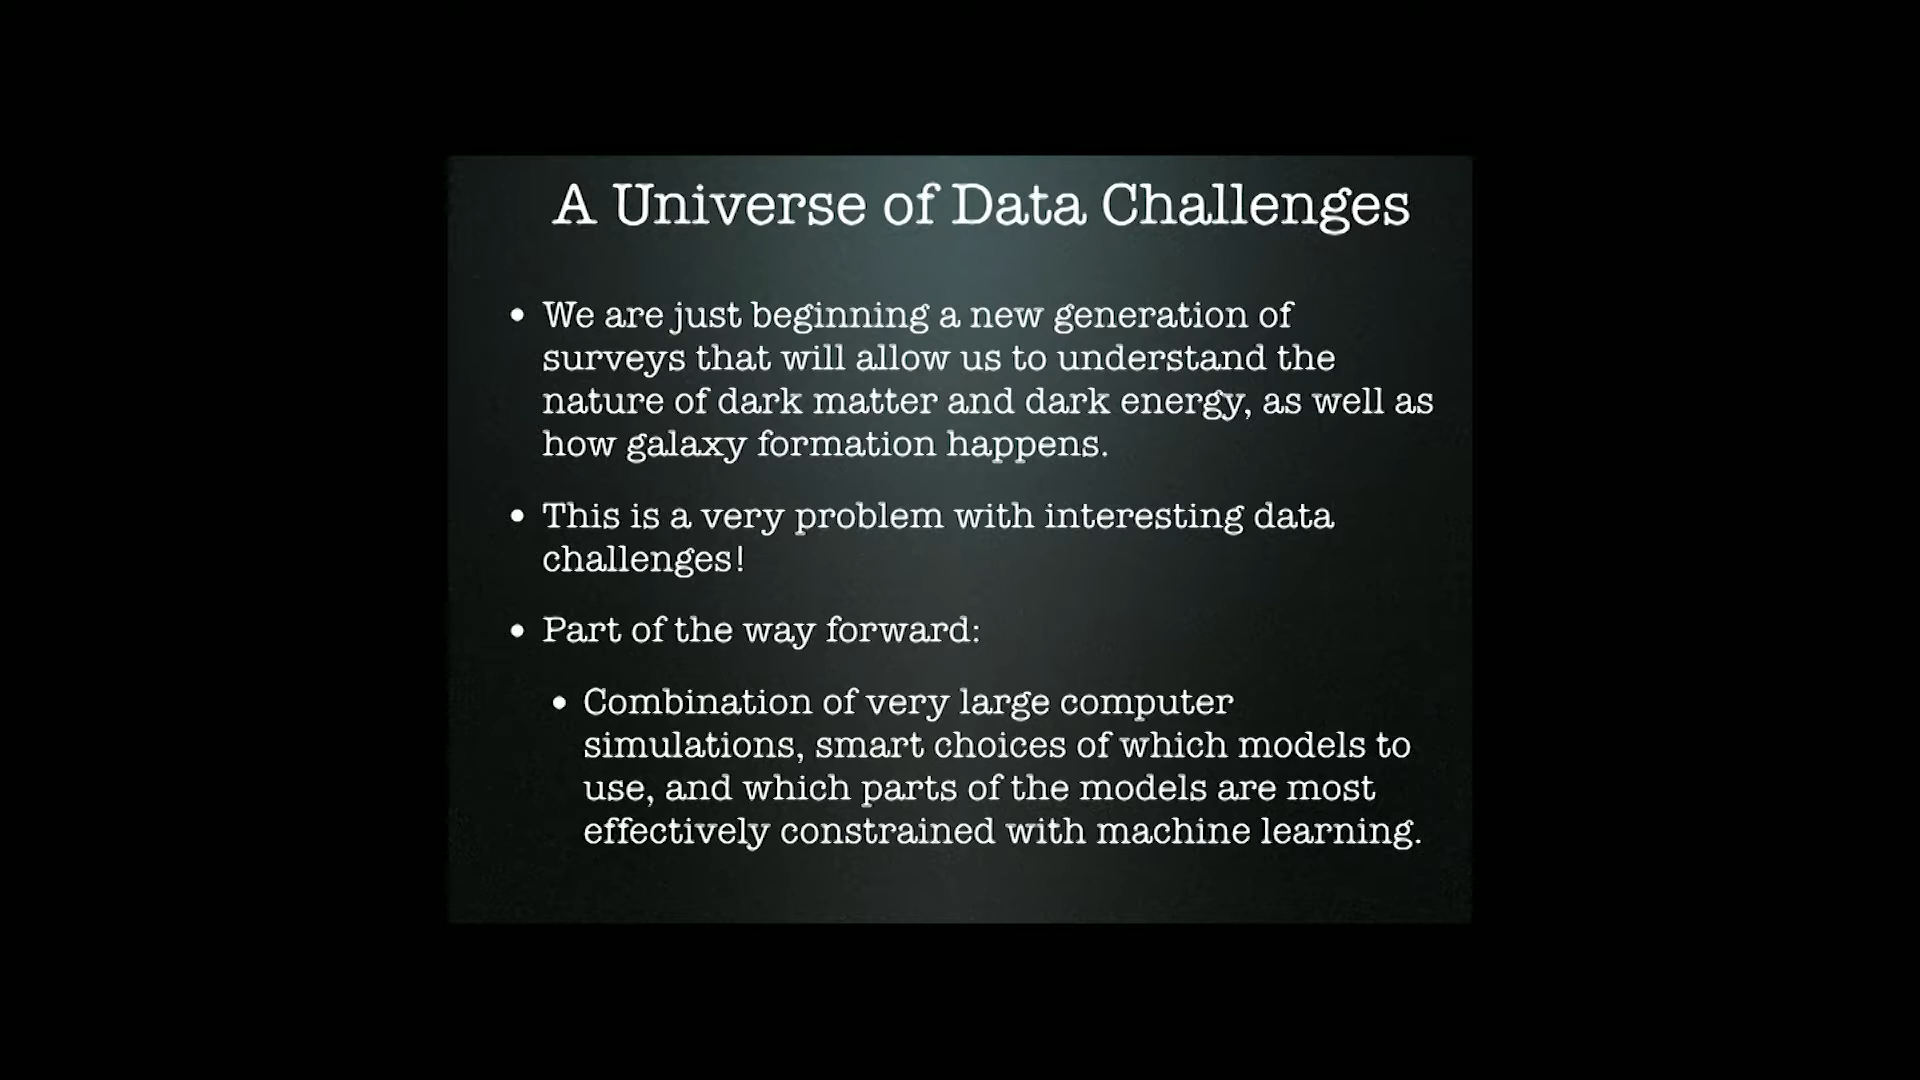 A Universe of Data Challenges
• We are just beginning a new generation of
surveys that will allow us to understand the
nature of dark matter and dark energy, as well as
how galaxy formation happens.
• This is a very problem with interesting data
challenges!
• Part of the way forward:
• Combination of very large computer
simulations, smart choices of which models to
use, and which parts of the models are most
effectively constrained with machine learning.